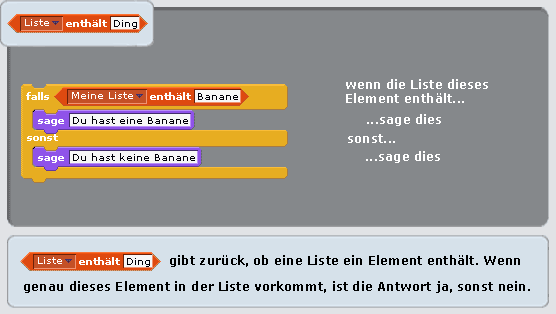 Liste enthält Ding
falls Meine Liste enthält Banane
sage Du hast eine Banane
sonst
sage Du hast keine Banane
wenn die Liste dieses
Element enthält...
...sage dies
sonst...
...sage dies
Liste enthält Ding gibt zurück, ob eine Liste ein Element enthält. Wenn
genau dieses Element in der Liste vorkommt, ist die Antwort ja, sonst nein.